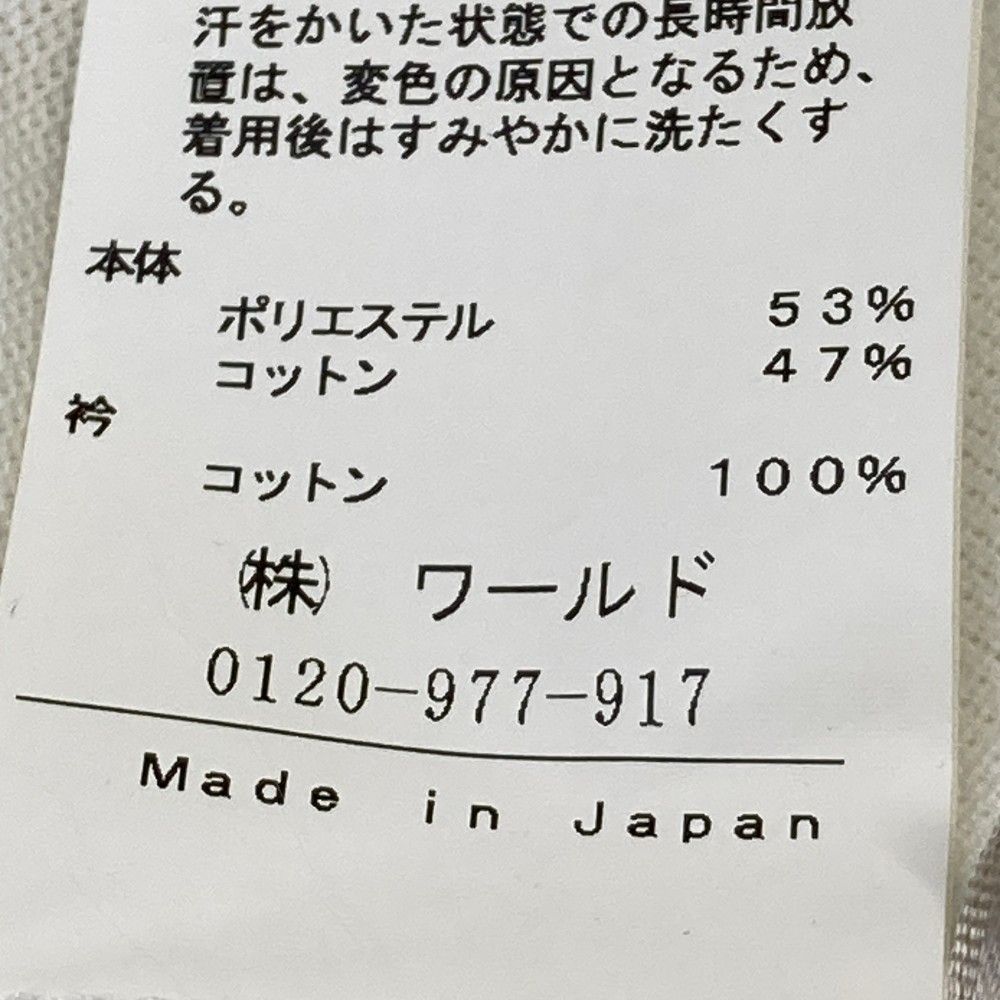 汗をかいた状態での長時間放
置は、変色の原因となるため、
着用後はすみやかに洗たくす
る。
本体
ポリエステル 53%
コットン 47%
衿
コットン 100%
㈱ ワールド
0120-977-917
Made in Japan